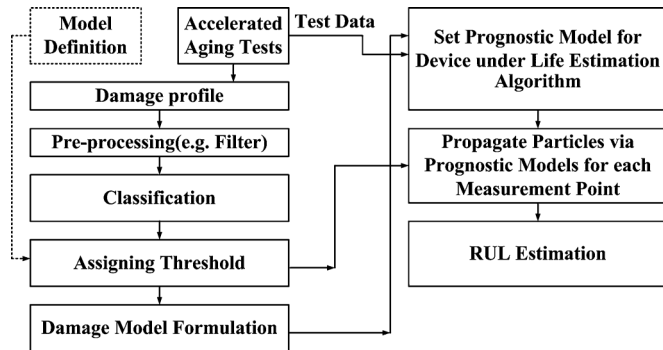 Model
Definition
Accelerated
Aging Tests
Test Data
Damage profile
Pre-processing(e.g. Filter)
Classification
Assigning Threshold
Damage Model Formulation
Set Prognostic Model for
Device under Life Estimation
Algorithm
Propagate Particles via
Prognostic Models for each
Measurement Point
RUL Estimation